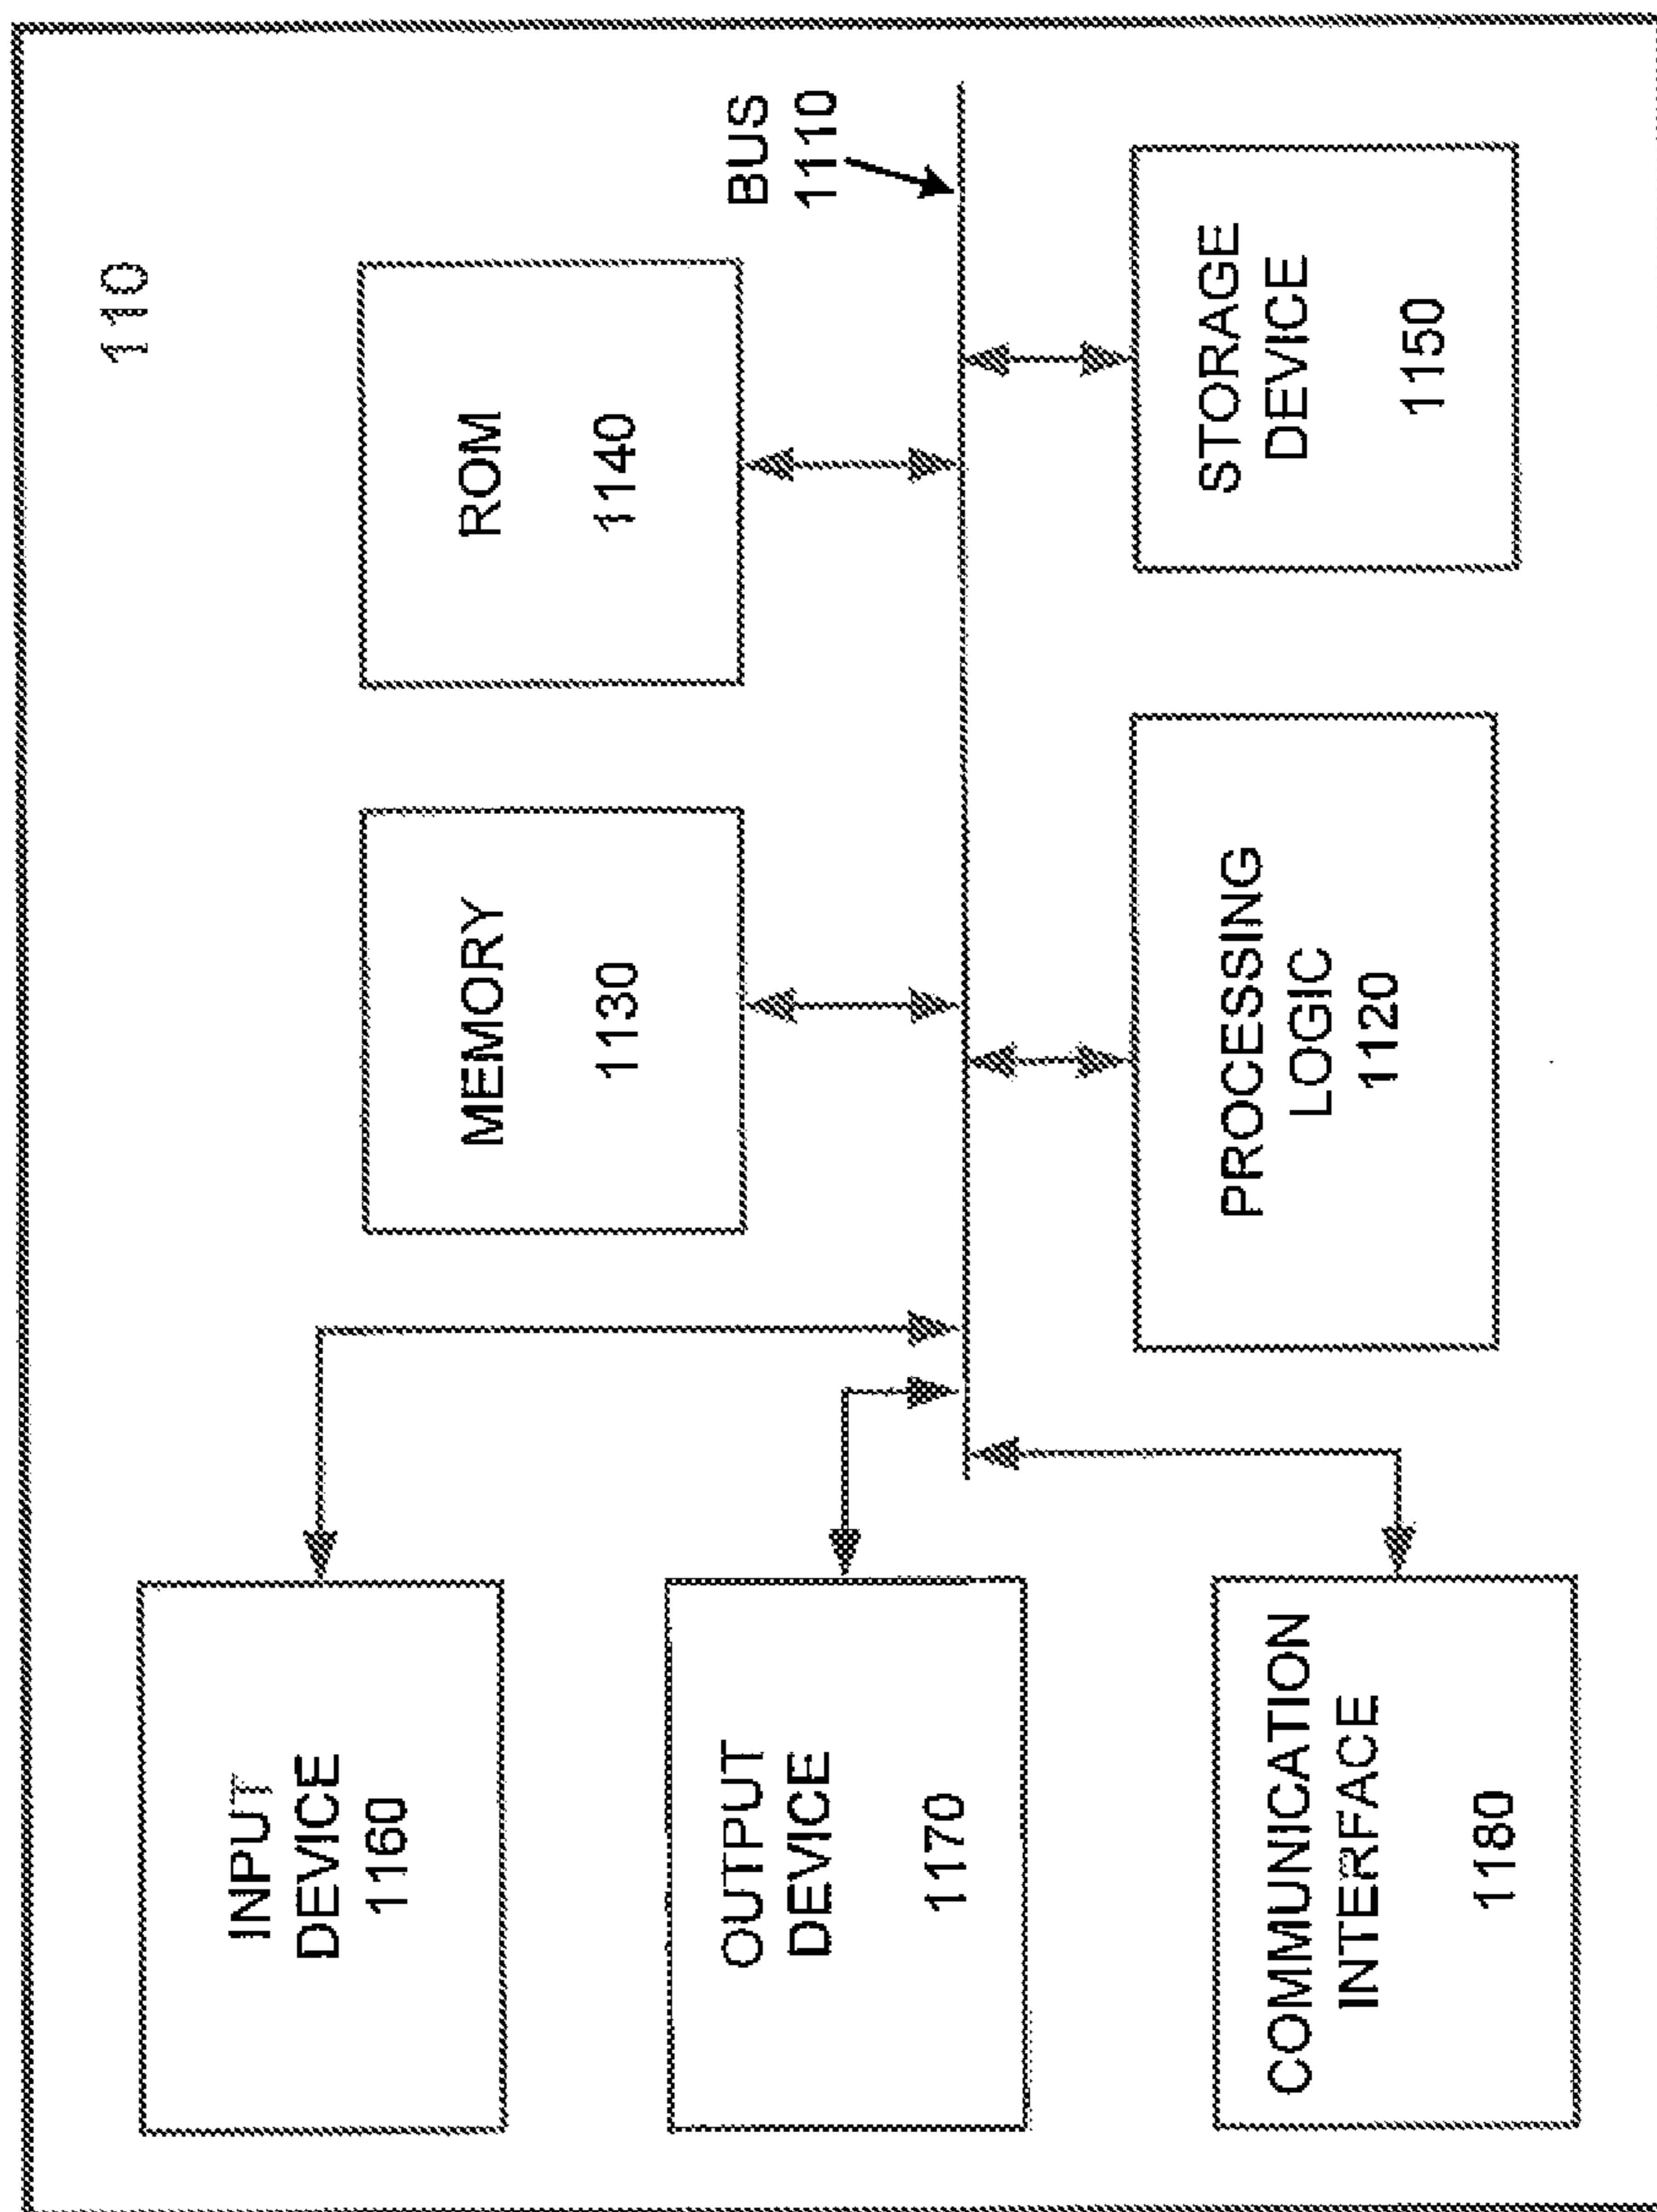 110
INPUT
DEVICE
1160
MEMORY
1130
ROM
1140
OUTPUT
DEVICE
1170
BUS
1110
COMMUNICATION
INTERFACE
1180
PROCESSING
LOGIC
1120
STORAGE
DEVICE
1150